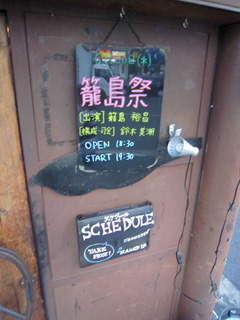 (木)
籠島祭
[出演] 籠島 裕昌
[構成・司会] 鈴木 美潮
OPEN 18:30
START 19:30
SCHEDULE
TAKE FREE!